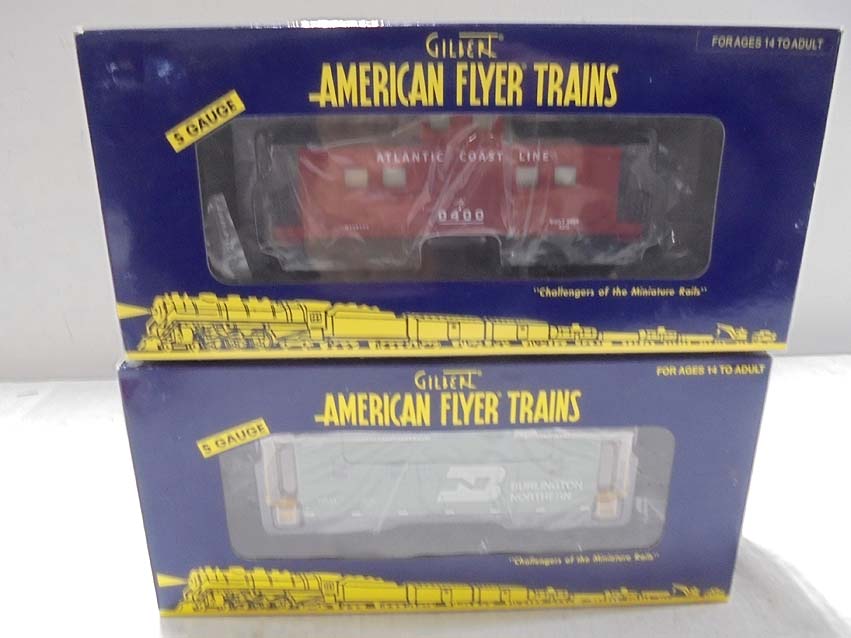 GILBERT
AMERICAN FLYER TRAINS
FOR AGES 14 TO ADULT
S GAUGE
ATLANTIC COAST LINE
0400
"Challengers of the Miniature Rails"
GILBERT
AMERICAN FLYER TRAINS
FOR AGES 14 TO ADULT
S GAUGE
BURLINGTON
NORTHERN
"Challengers of the Miniature Rails"